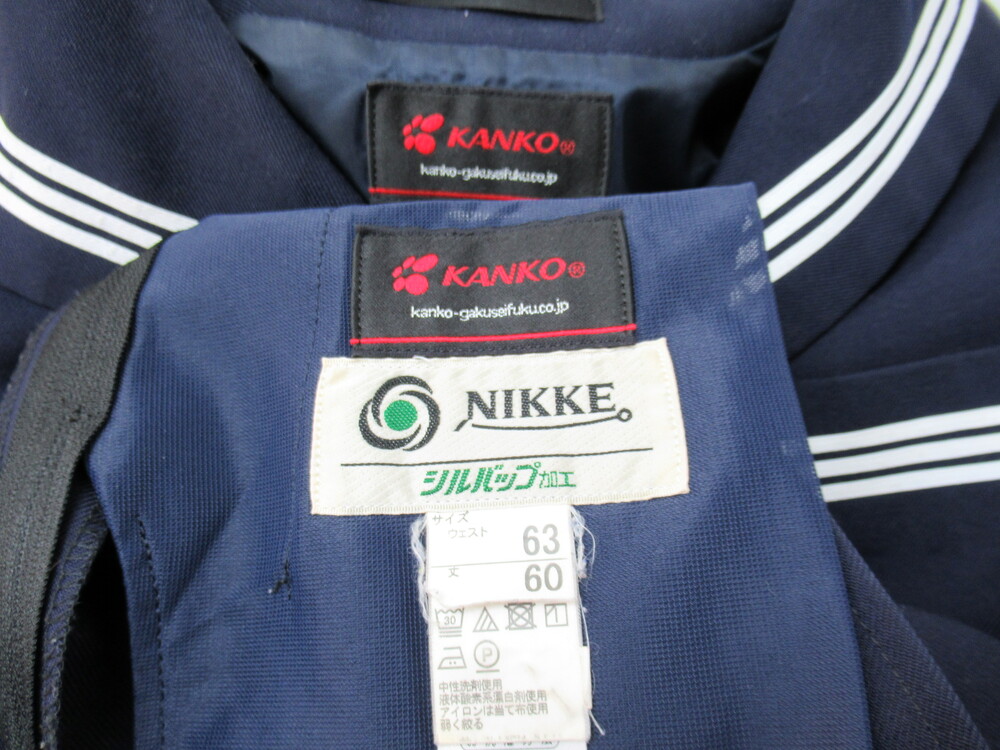 KANKO
kanko-gakuseifuku.co.jp
KANKO
kanko-gakuseifuku.co.jp
NIKKE
シルバップ加工
サイズ
ウェスト 63
丈 60
30
P
中性洗剤使用
液体酸素系漂白剤使用
アイロンは当て布使用
弱く絞る